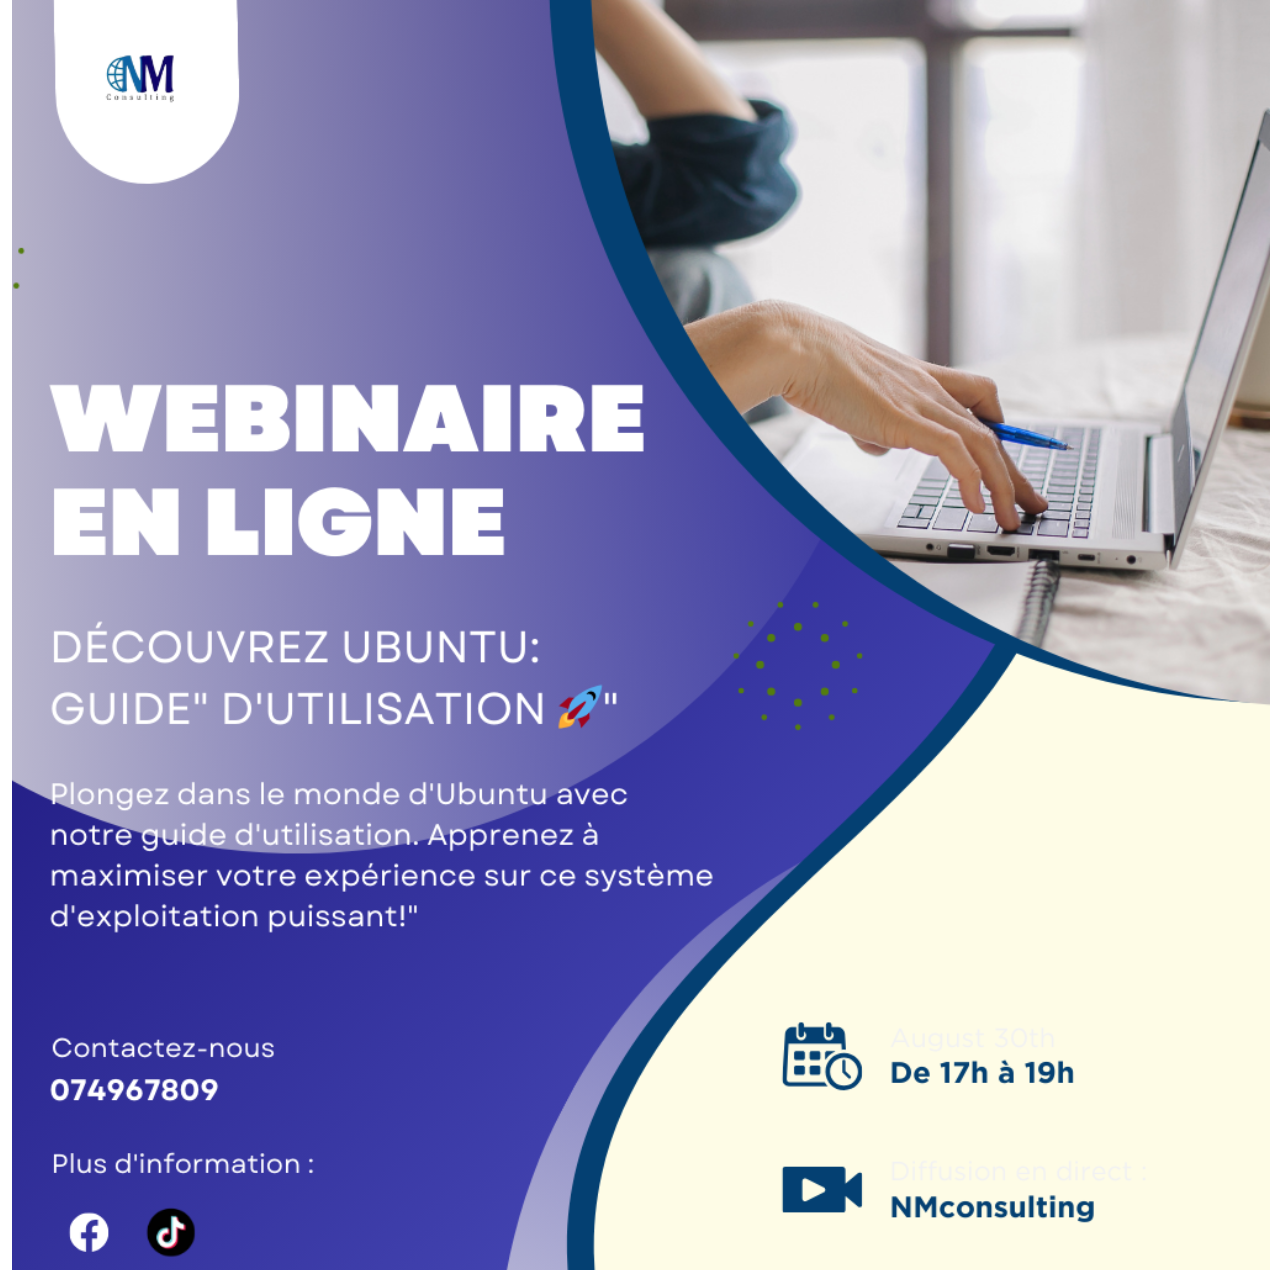 NM
Consulting
WEBINAIRE
EN LIGNE
DÉCOUVREZ UBUNTU:
GUIDE" D'UTILISATION 🚀"
Plongez dans le monde d'Ubuntu avec
notre guide d'utilisation. Apprenez à
maximiser votre expérience sur ce système
d'exploitation puissant!"
Contactez-nous
074967809
Plus d'information :
August 30th
De 17h à 19h
Diffusion en direct :
NMconsulting